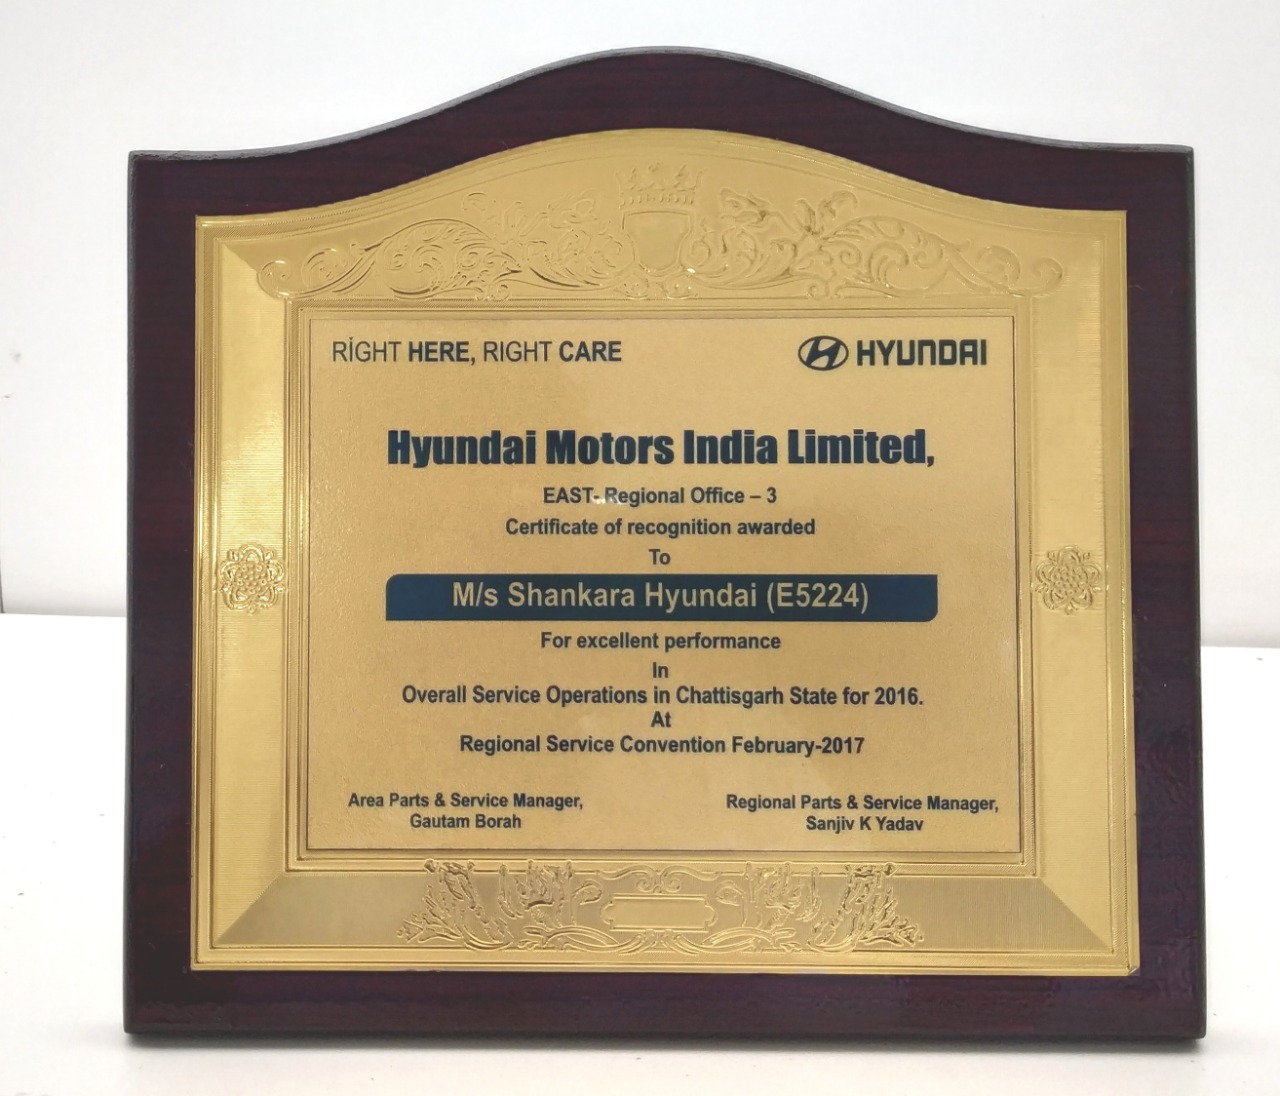 RIGHT HERE, RIGHT CARE
HYUNDAI
Hyundai Motors India Limited,
EAST- Regional Office – 3
Certificate of recognition awarded
To
M/s Shankara Hyundai (E5224)
For excellent performance
In
Overall Service Operations in Chattisgarh State for 2016.
At
Regional Service Convention February-2017
Area Parts & Service Manager,
Gautam Borah
Regional Parts & Service Manager,
Sanjiv K Yadav